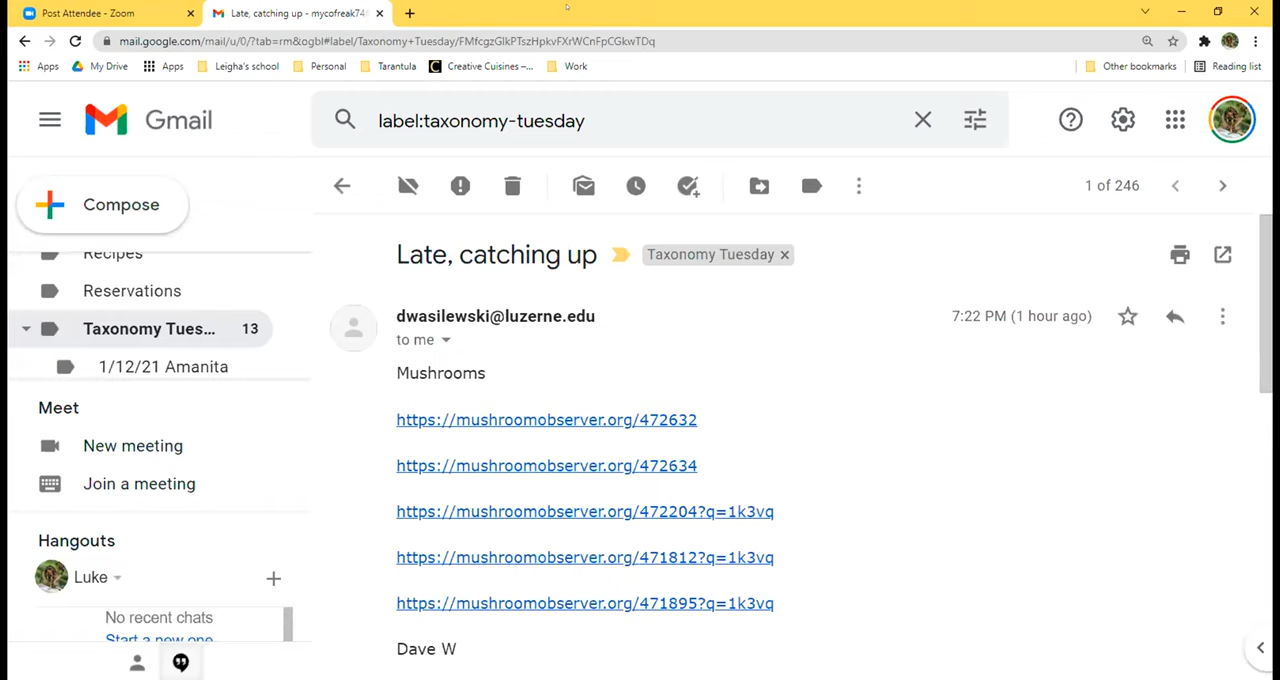 Post Attendee - Zoom
Late, catching up - mycofreak74
mail.google.com/mail/u/0/?tab=rm&ogbl#label/Taxonomy+Tuesday/FMfcgzGlkPTszHpkvFXrWCnFpCGkwTDq
Apps My Drive Apps Leigha's school Personal Tarantula Creative Cuisines –... Work Other bookmarks Reading list
Gmail
label:taxonomy-tuesday
Compose
1 of 246
Recipes
Reservations
Taxonomy Tues... 13
1/12/21 Amanita
Meet
New meeting
Join a meeting
Hangouts
Luke
No recent chats
Start a new one
Late, catching up Taxonomy Tuesday
dwasilewski@luzerne.edu 7:22 PM (1 hour ago)
to me
Mushrooms
https://mushroomobserver.org/472632
https://mushroomobserver.org/472634
https://mushroomobserver.org/472204?q=1k3vq
https://mushroomobserver.org/471812?q=1k3vq
https://mushroomobserver.org/471895?q=1k3vq
Dave W